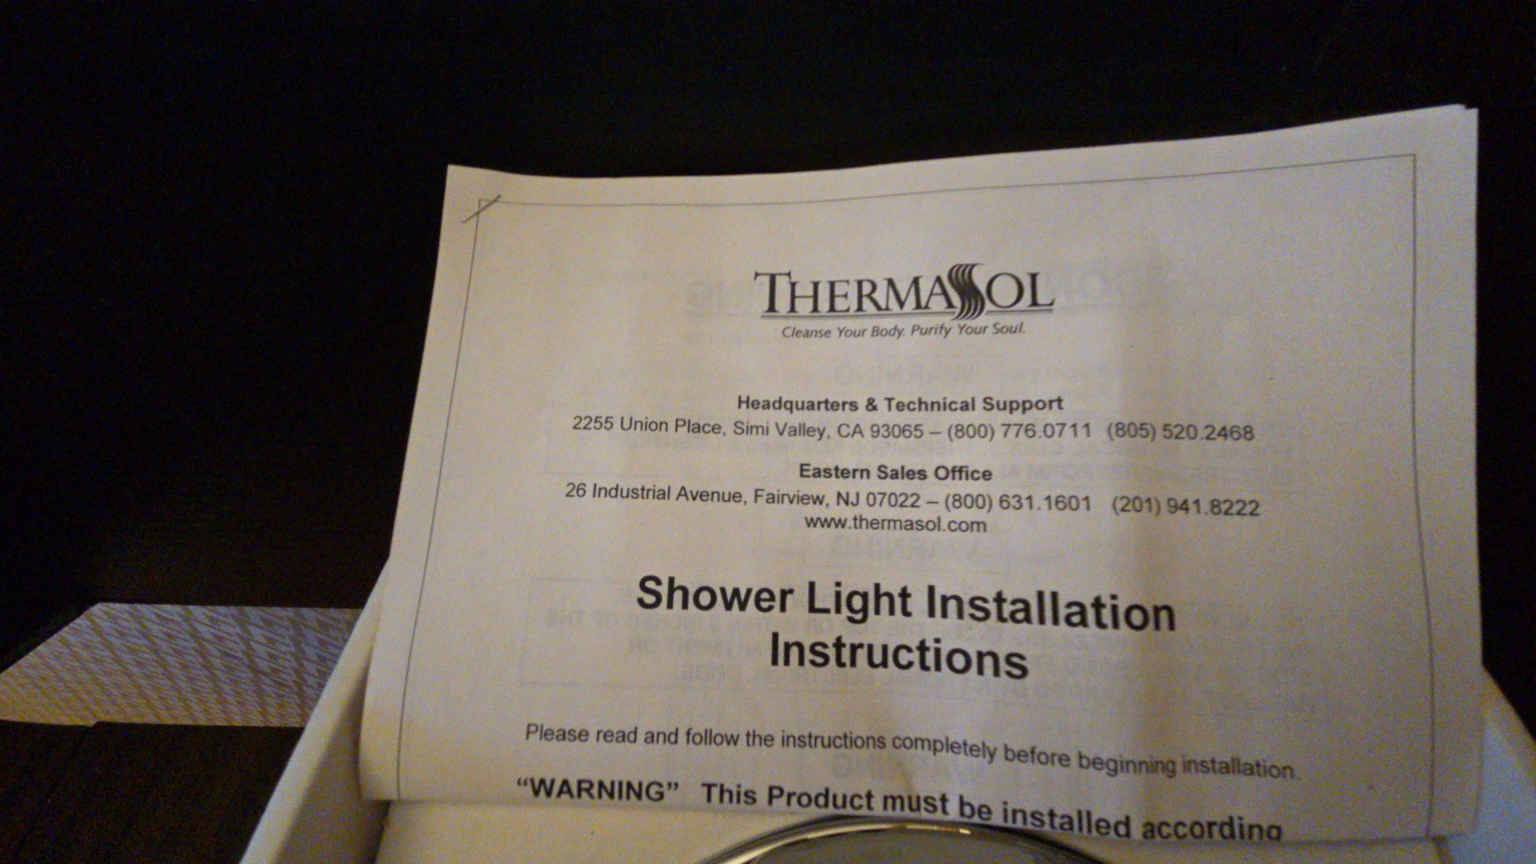 THERMASOL
Cleanse Your Body. Purify Your Soul.
Headquarters & Technical Support
2255 Union Place, Simi Valley, CA 93065 – (800) 776.0711 (805) 520.2468
Eastern Sales Office
26 Industrial Avenue, Fairview, NJ 07022 – (800) 631.1601 (201) 941.8222
www.thermasol.com
Shower Light Installation
Instructions
Please read and follow the instructions completely before beginning installation.
“WARNING” This Product must be installed according